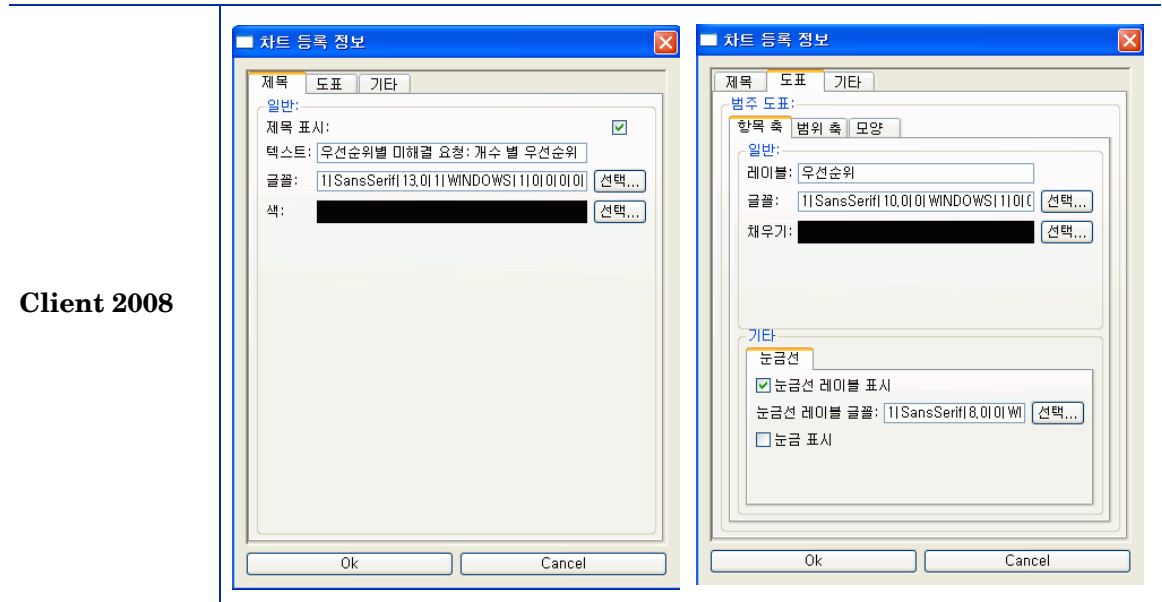 Client 2008
차트 등록 정보
제목 도표 기타
일반:
제목 표시:
텍스트: 우선순위별 미해결 요청: 개수 별 우선순위
글꼴: 1|SansSerif|13,0|1|WINDOWS|1|0|0|0|0| 선택...
색: 선택...
Ok Cancel
차트 등록 정보
제목 도표 기타
범주 도표:
항목 축 범위 축 모양
일반:
레이블: 우선순위
글꼴: 1|SansSerif|10,0|0|WINDOWS|1|0| 선택...
채우기: 선택...
기타
눈금선
눈금선 레이블 표시
눈금선 레이블 글꼴: 1|SansSerif|8,0|0|WI 선택...
눈금 표시
Ok Cancel